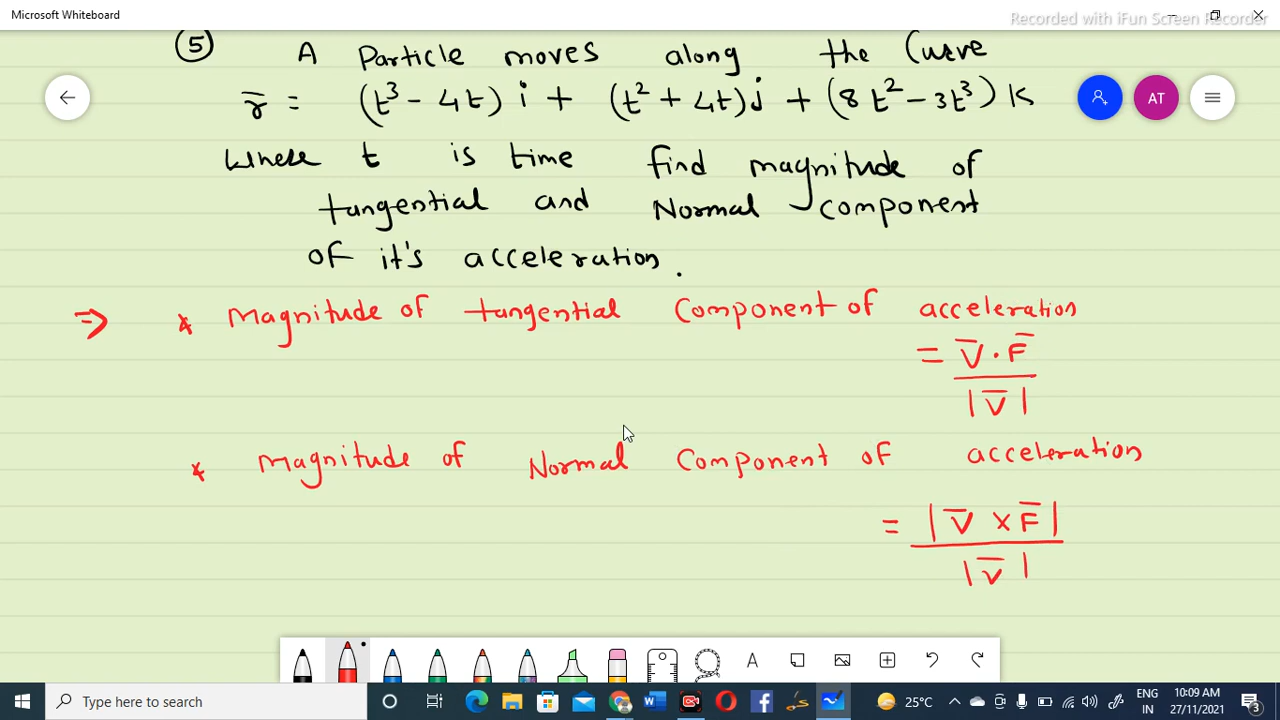 Microsoft Whiteboard
Recorded with iFun Screen Recorder
⑤ A Particle moves along the Curve
r̅ = (t³ - 4t) i + (t² + 4t) j + (8t² - 3t³) k
AT
where t is time find magnitude of
tangential and Normal component
of it's acceleration.
⇒ * Magnitude of tangential Component of acceleration
= V̅ · F̅
|V̅|
* Magnitude of Normal Component of acceleration
= |V̅ × F̅|
|V̅|
A
Type here to search
25°C
ENG
IN
10:09 AM
27/11/2021
3